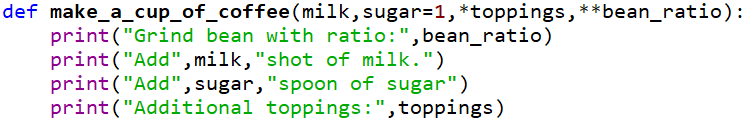 def make_a_cup_of_coffee(milk,sugar=1,*toppings,**bean_ratio):
    print("Grind bean with ratio:",bean_ratio)
    print("Add",milk,"shot of milk.")
    print("Add",sugar,"spoon of sugar")
    print("Additional toppings:",toppings)